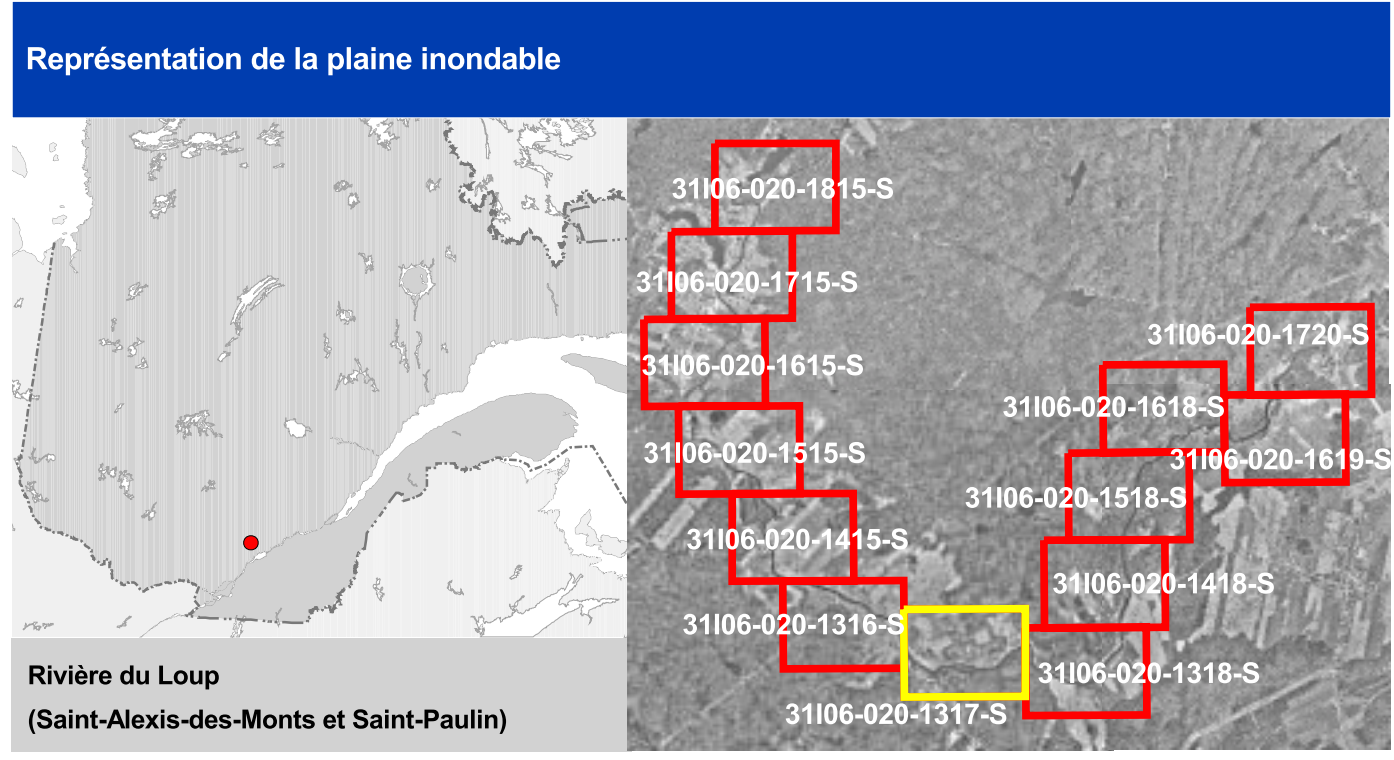 Représentation de la plaine inondable
31I06-020-1815-S
31I06-020-1715-S
31I06-020-1720-S
31I06-020-1615-S
31I06-020-1618-S
31I06-020-1515-S
31I06-020-1619-S
31I06-020-1518-S
31I06-020-1415-S
31I06-020-1418-S
31I06-020-1316-S
31I06-020-1318-S
31I06-020-1317-S
Rivière du Loup
(Saint-Alexis-des-Monts et Saint-Paulin)